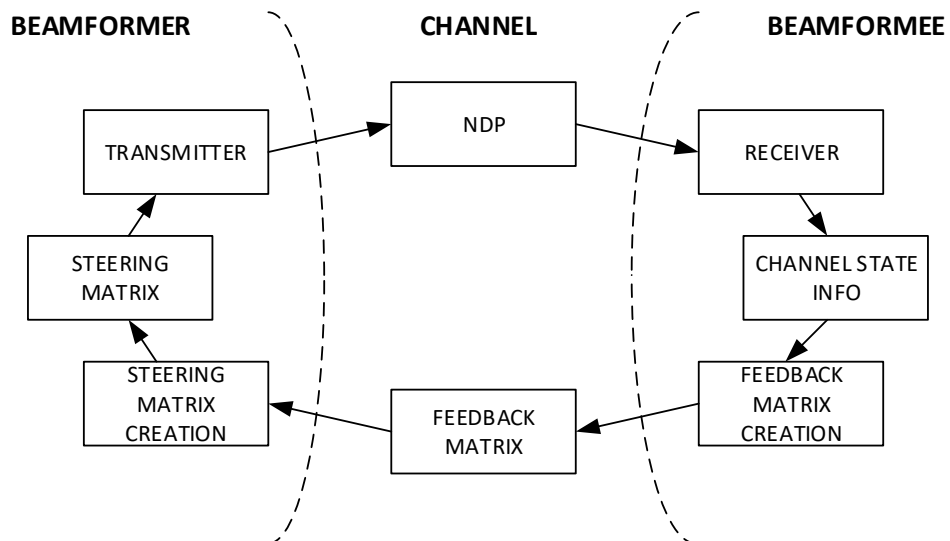 BEAMFORMER
CHANNEL
BEAMFORMEE
NDP
TRANSMITTER
RECEIVER
STEERING
MATRIX
CHANNEL STATE
INFO
STEERING
MATRIX
CREATION
FEEDBACK
MATRIX
FEEDBACK
MATRIX
CREATION